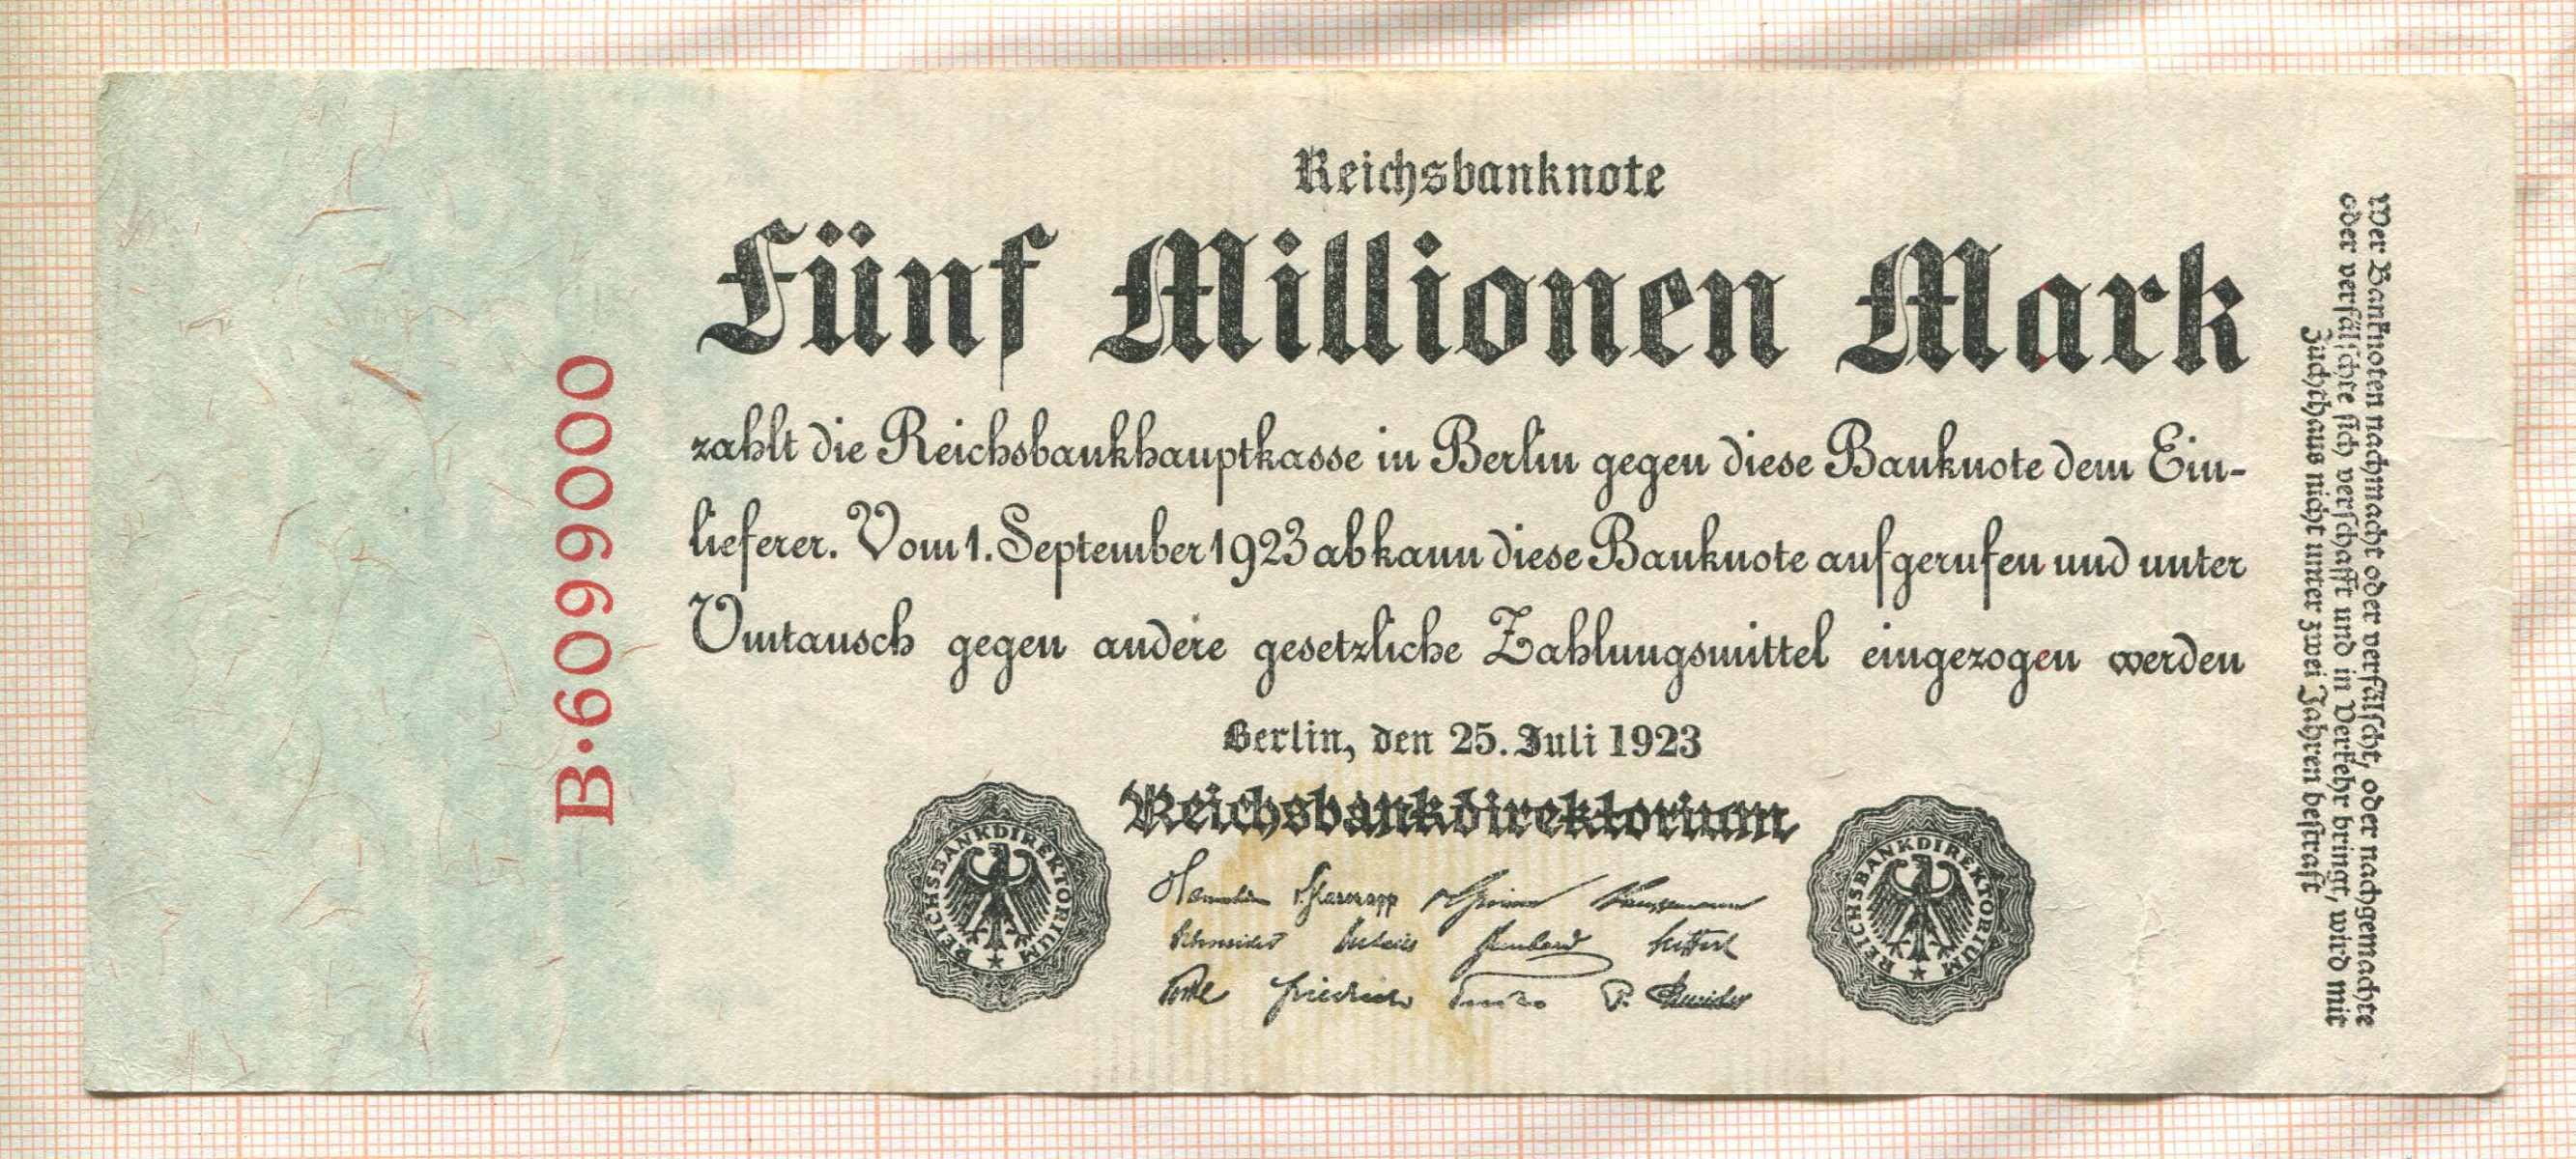 Reichsbanknote
Fünf Millionen Mark
zahlt die Reichsbankhauptkasse in Berlin gegen diese Banknote dem Ein-
lieferer. Vom 1. September 1923 ab kann diese Banknote aufgerufen und unter
Umtausch gegen andere gesetzliche Zahlungsmittel eingezogen werden
Berlin, den 25. Juli 1923
Reichsbankdirektorium
REICHSBANKDIREKTORIUM
REICHSBANKDIREKTORIUM
B·6099000
Wer Banknoten nachmacht oder verfälscht, oder nachgemachte
oder verfälschte sich verschafft und in Verkehr bringt, wird mit
Zuchthaus nicht unter zwei Jahren bestraft